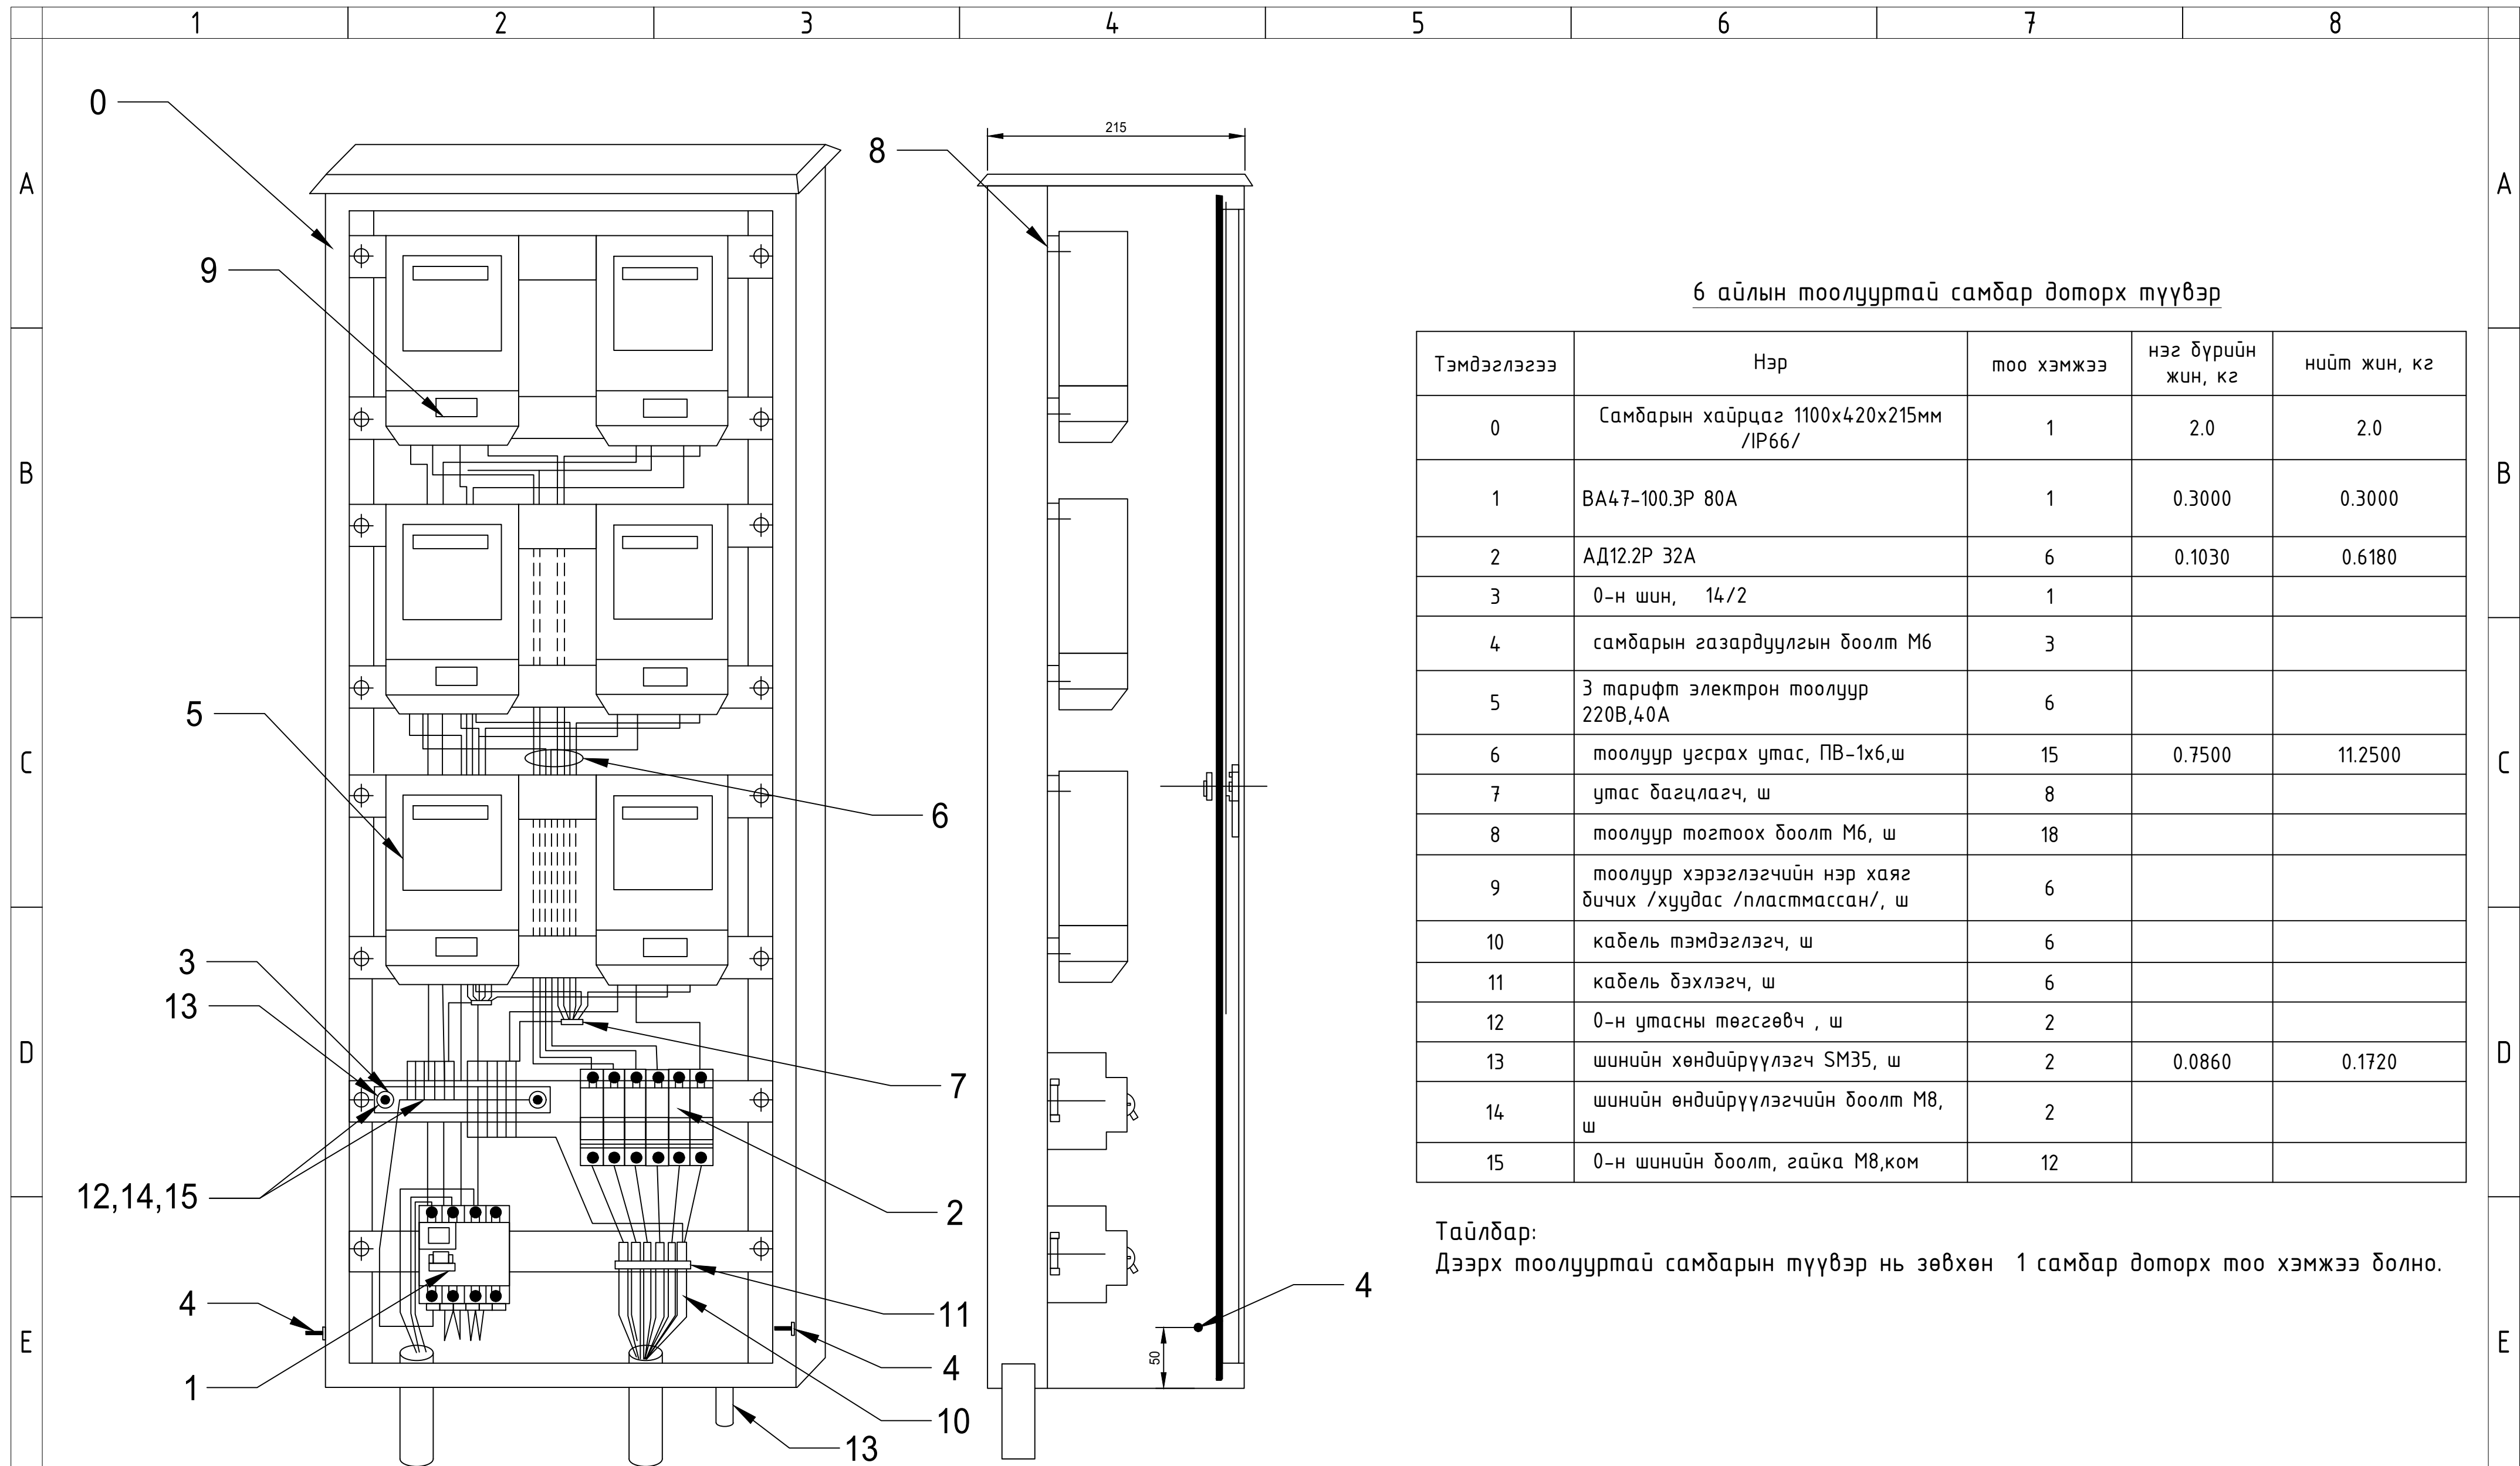 1 2 3 4 5 6 7 8
A
B
C
D
E
0
9
5
3
13
12,14,15
4
1
8
6
7
2
11
4
10
13
215
50
4
6 айлын тоолууртай самбар доторх түүвэр
Тэмдэглэгээ Нэр тоо хэмжээ нэг бүрийн жин, кг нийт жин, кг
0 Самбарын хайрцаг 1100х420х215мм /IP66/ 1 2.0 2.0
1 ВА47-100.3Р 80А 1 0.3000 0.3000
2 АД12.2Р 32А 6 0.1030 0.6180
3 0-н шин, 14/2 1
4 самбарын газардуулгын боолт М6 3
5 3 тарифт электрон тоолуур 220В,40А 6
6 тоолуур угсрах утас, ПВ-1х6,ш 15 0.7500 11.2500
7 утас багцлагч, ш 8
8 тоолуур тогтоох боолт М6, ш 18
9 тоолуур хэрэглэгчийн нэр хаяг бичих /хуудас /пластмассан/, ш 6
10 кабель тэмдэглэгч, ш 6
11 кабель бэхлэгч, ш 6
12 0-н утасны төгсгөвч , ш 2
13 шинийн хөндийрүүлэгч SM35, ш 2 0.0860 0.1720
14 шинийн өндийрүүлэгчийн боолт М8, ш 2
15 0-н шинийн боолт, гайка М8,ком 12
Тайлбар:
Дээрх тоолууртай самбарын түүвэр нь зөвхөн 1 самбар доторх тоо хэмжээ болно.
A
B
C
D
E